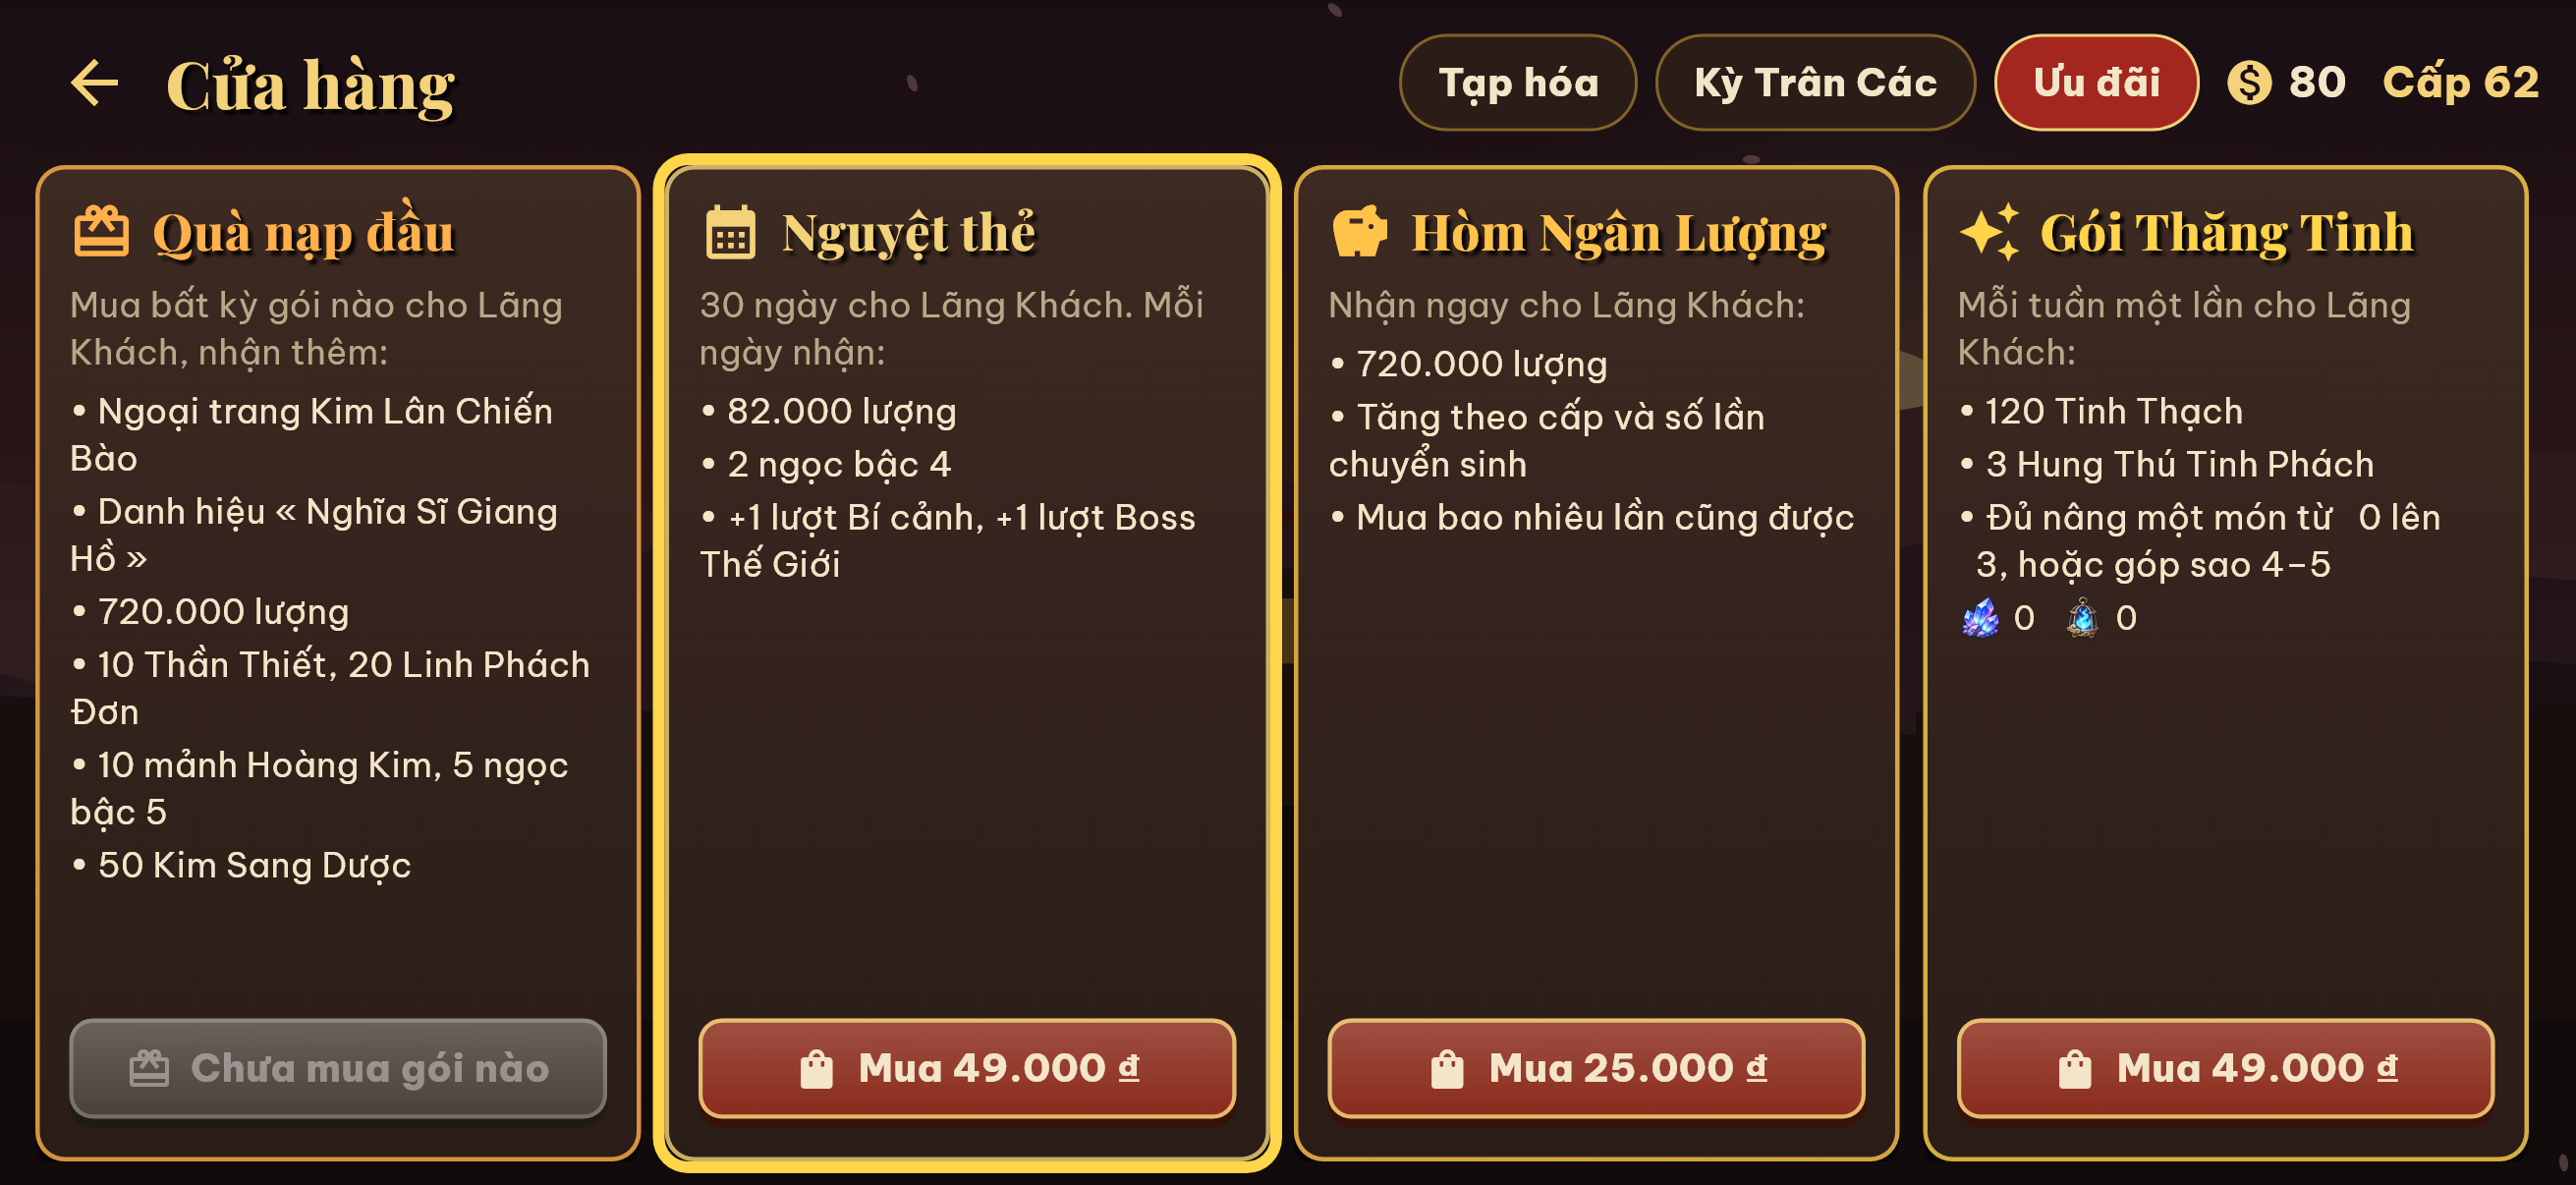 Cửa hàng
Tạp hóa
Kỳ Trân Các
Ưu đãi
80
Cấp 62
Quà nạp đầu
Mua bất kỳ gói nào cho Lãng
Khách, nhận thêm:
• Ngoại trang Kim Lân Chiến
Bào
• Danh hiệu « Nghĩa Sĩ Giang
Hồ »
• 720.000 lượng
• 10 Thần Thiết, 20 Linh Phách
Đơn
• 10 mảnh Hoàng Kim, 5 ngọc
bậc 5
• 50 Kim Sang Dược
Chưa mua gói nào
Nguyệt thẻ
30 ngày cho Lãng Khách. Mỗi
ngày nhận:
• 82.000 lượng
• 2 ngọc bậc 4
• +1 lượt Bí cảnh, +1 lượt Boss
Thế Giới
Mua 49.000 ₫
Hòm Ngân Lượng
Nhận ngay cho Lãng Khách:
• 720.000 lượng
• Tăng theo cấp và số lần
chuyển sinh
• Mua bao nhiêu lần cũng được
Mua 25.000 ₫
Gói Thăng Tinh
Mỗi tuần một lần cho Lãng
Khách:
• 120 Tinh Thạch
• 3 Hung Thú Tinh Phách
• Đủ nâng một món từ 0 lên
3, hoặc góp sao 4–5
0 0
Mua 49.000 ₫